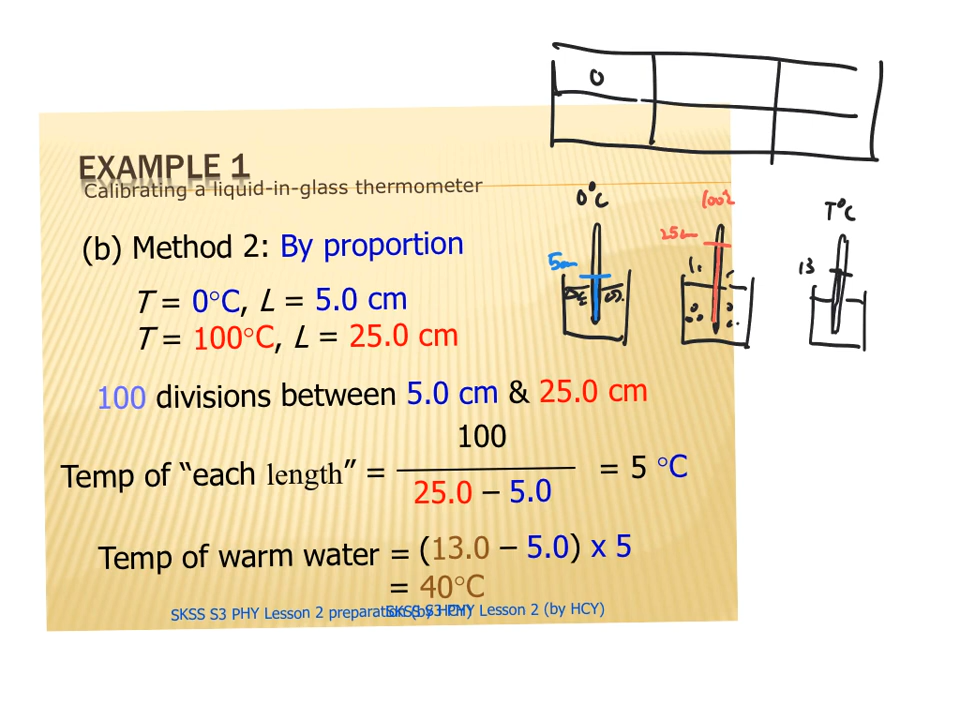 0
EXAMPLE 1
Calibrating a liquid-in-glass thermometer
0°C
100%
T°C
(b) Method 2: By proportion
25cm
5cm
13
T = 0°C, L = 5.0 cm
T = 100°C, L = 25.0 cm
100 divisions between 5.0 cm & 25.0 cm
Temp of “each length” = 100 / 25.0 – 5.0 = 5 °C
Temp of warm water = (13.0 – 5.0) x 5
= 40°C
SKSS S3 PHY Lesson 2 preparation (by HCY)
SKSS S3 PHY Lesson 2 (by HCY)